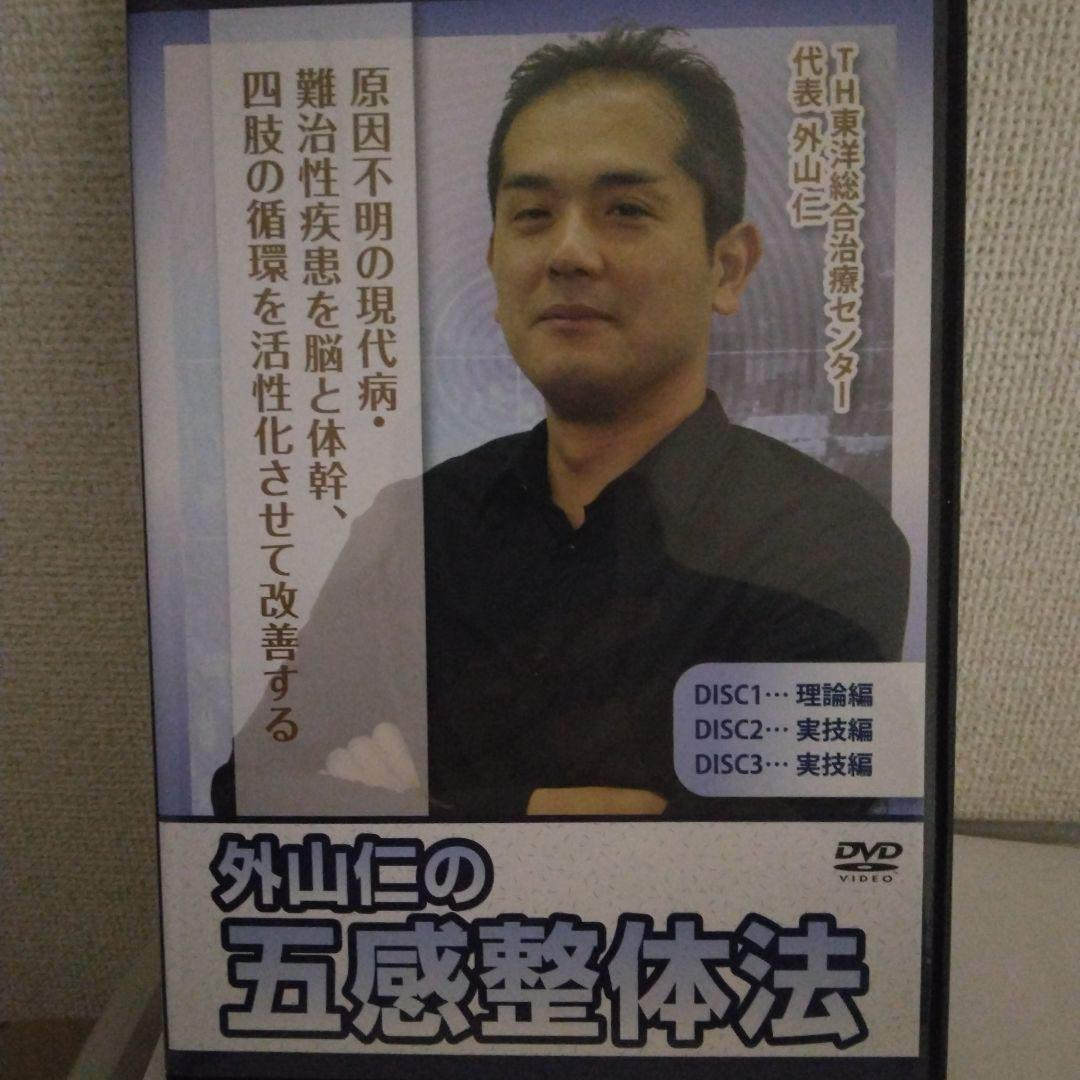 TH東洋総合治療センター
代表 外山仁
原因不明の現代病・
難治性疾患を脳と体幹、
四肢の循環を活性化させて改善する
DISC1… 理論編
DISC2… 実技編
DISC3… 実技編
外山仁の
五感整体法
DVD
VIDEO